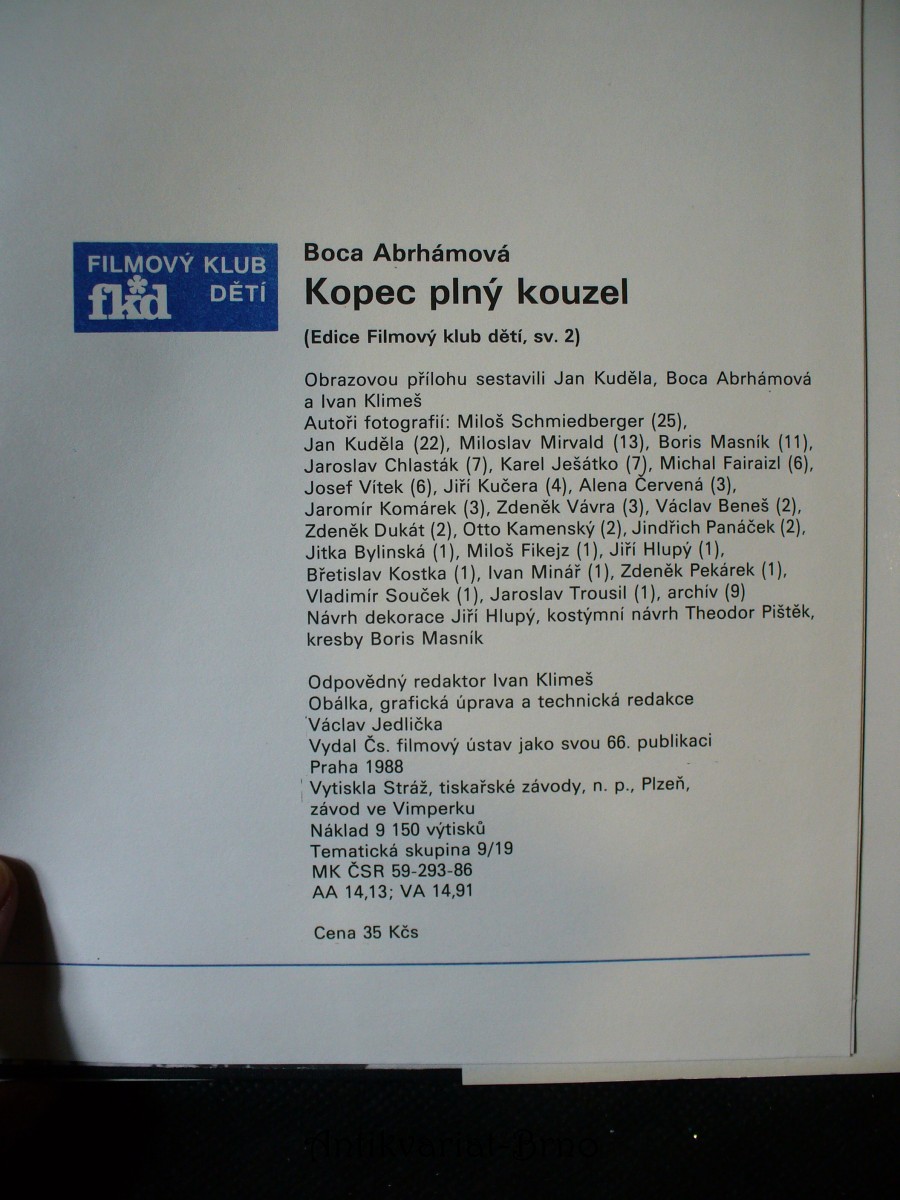 FILMOVÝ KLUB
fkd DĚTÍ
Boca Abrhámová
Kopec plný kouzel
(Edice Filmový klub dětí, sv. 2)
Obrazovou přílohu sestavili Jan Kuděla, Boca Abrhámová
a Ivan Klimeš
Autoři fotografií: Miloš Schmiedberger (25),
Jan Kuděla (22), Miloslav Mirvald (13), Boris Masník (11),
Jaroslav Chlasták (7), Karel Ješátko (7), Michal Fairaizl (6),
Josef Vítek (6), Jiří Kučera (4), Alena Červená (3),
Jaromír Komárek (3), Zdeněk Vávra (3), Václav Beneš (2),
Zdeněk Dukát (2), Otto Kamenský (2), Jindřich Panáček (2),
Jitka Bylinská (1), Miloš Fikejz (1), Jiří Hlupý (1),
Břetislav Kostka (1), Ivan Minář (1), Zdeněk Pekárek (1),
Vladimír Souček (1), Jaroslav Trousil (1), archív (9)
Návrh dekorace Jiří Hlupý, kostýmní návrh Theodor Pištěk,
kresby Boris Masník
Odpovědný redaktor Ivan Klimeš
Obálka, grafická úprava a technická redakce
Václav Jedlička
Vydal Čs. filmový ústav jako svou 66. publikaci
Praha 1988
Vytiskla Stráž, tiskařské závody, n. p., Plzeň,
závod ve Vimperku
Náklad 9 150 výtisků
Tematická skupina 9/19
MK ČSR 59-293-86
AA 14,13; VA 14,91
Cena 35 Kčs
Antikvariat-Brno